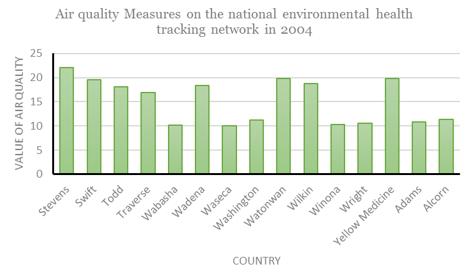 Air quality Measures on the national environmental health
tracking network in 2004
VALUE OF AIR QUALITY
25
20
15
10
5
0
Stevens
Swift
Todd
Traverse
Wabasha
Wadena
Waseca
Washington
Watonwan
Wilkin
Winona
Wright
Yellow Medicine
Adams
Alcorn
COUNTRY